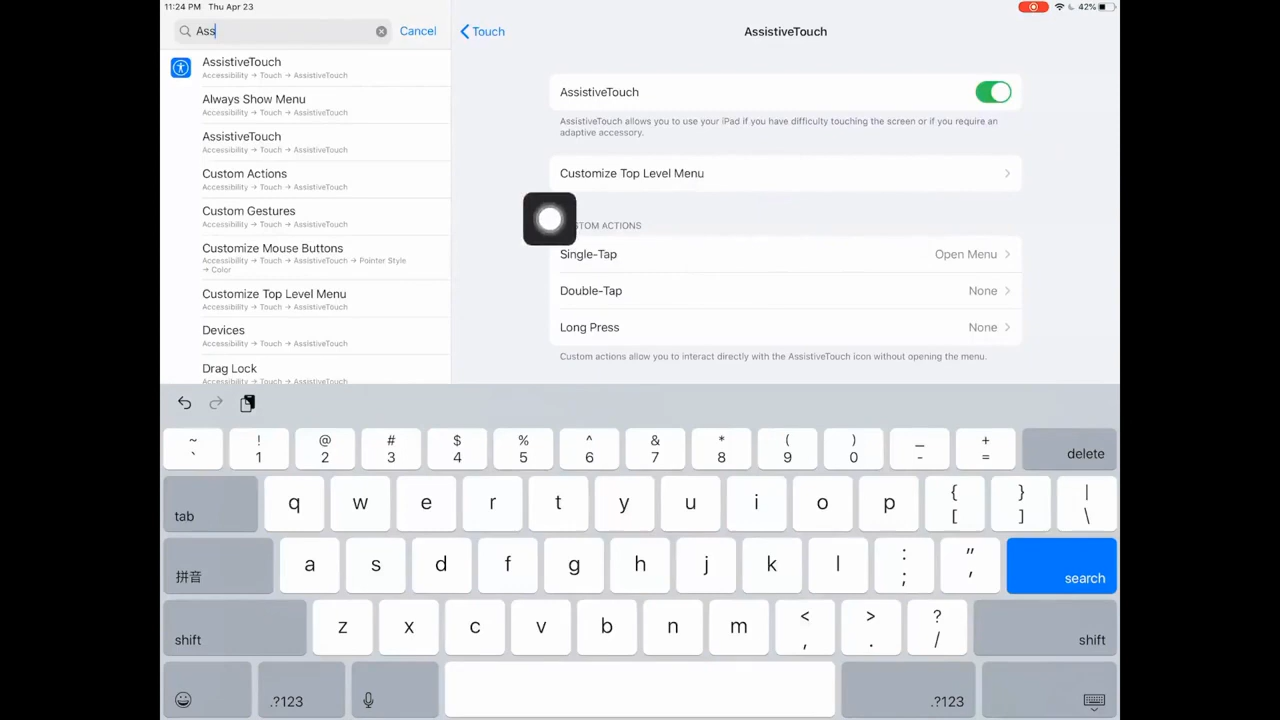 11:24 PM Thu Apr 23
42%
Ass
Cancel
AssistiveTouch
Accessibility → Touch → AssistiveTouch
Always Show Menu
Accessibility → Touch → AssistiveTouch
AssistiveTouch
Accessibility → Touch → AssistiveTouch
Custom Actions
Accessibility → Touch → AssistiveTouch
Custom Gestures
Accessibility → Touch → AssistiveTouch
Customize Mouse Buttons
Accessibility → Touch → AssistiveTouch → Pointer Style
→ Color
Customize Top Level Menu
Accessibility → Touch → AssistiveTouch
Devices
Accessibility → Touch → AssistiveTouch
Drag Lock
Accessibility → Touch → AssistiveTouch
Touch
AssistiveTouch
AssistiveTouch
AssistiveTouch allows you to use your iPad if you have difficulty touching the screen or if you require an
adaptive accessory.
Customize Top Level Menu
TOM ACTIONS
Single-Tap Open Menu
Double-Tap None
Long Press None
Custom actions allow you to interact directly with the AssistiveTouch icon without opening the menu.
~ ! @ # $ % ^ & * ( ) _ +
` 1 2 3 4 5 6 7 8 9 0 - = delete
tab q w e r t y u i o p { [ } ] | \
拼音 a s d f g h j k l : ; " ' search
shift z x c v b n m < , > . ? / shift
.?123 .?123